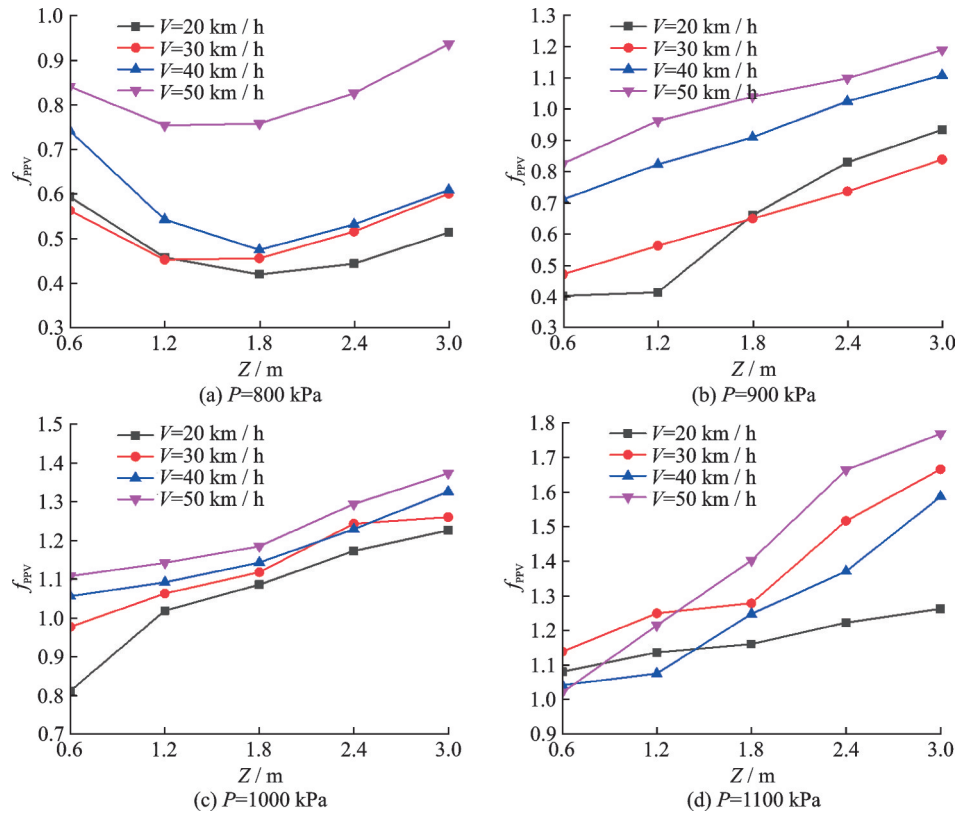 1.0
0.9
0.8
0.7
0.6
0.5
0.4
0.3
fPPV
V=20 km / h
V=30 km / h
V=40 km / h
V=50 km / h
0.6 1.2 1.8 2.4 3.0
Z / m
(a) P=800 kPa
1.3
1.2
1.1
1.0
0.9
0.8
0.7
0.6
0.5
0.4
0.3
fPPV
V=20 km / h
V=30 km / h
V=40 km / h
V=50 km / h
0.6 1.2 1.8 2.4 3.0
Z / m
(b) P=900 kPa
1.5
1.4
1.3
1.2
1.1
1.0
0.9
0.8
0.7
fPPV
V=20 km / h
V=30 km / h
V=40 km / h
V=50 km / h
0.6 1.2 1.8 2.4 3.0
Z / m
(c) P=1000 kPa
1.8
1.7
1.6
1.5
1.4
1.3
1.2
1.1
1.0
0.9
fPPV
V=20 km / h
V=30 km / h
V=40 km / h
V=50 km / h
0.6 1.2 1.8 2.4 3.0
Z / m
(d) P=1100 kPa